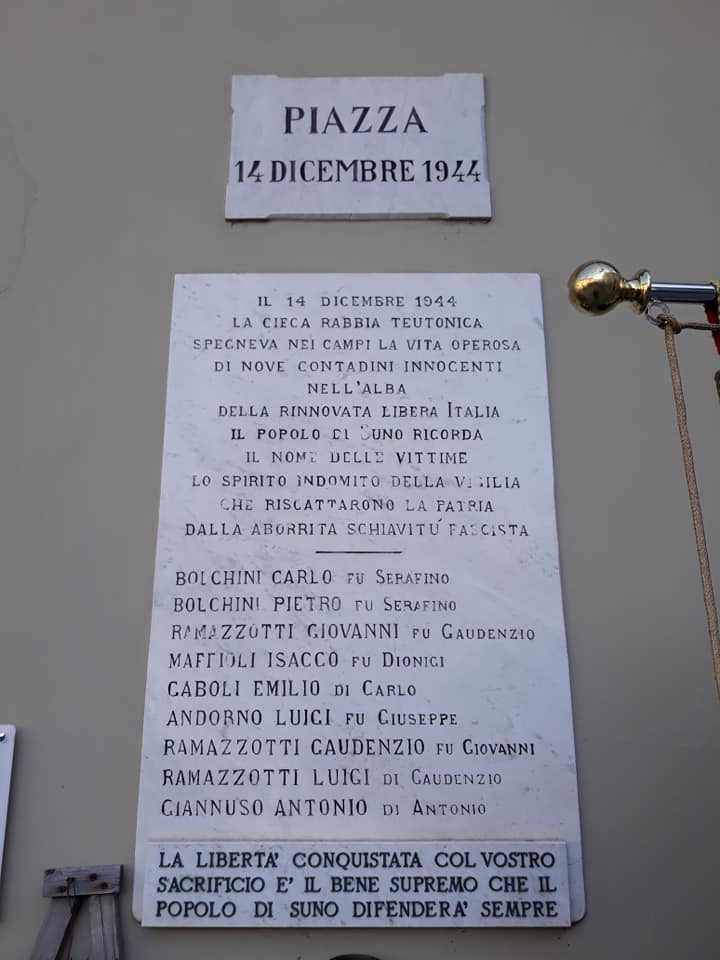 PIAZZA
14 DICEMBRE 1944
IL 14 DICEMBRE 1944
LA CIECA RABBIA TEUTONICA
SPEGNEVA NEI CAMPI LA VITA OPEROSA
DI NOVE CONTADINI INNOCENTI
NELL'ALBA
DELLA RINNOVATA LIBERA ITALIA
IL POPOLO DI SUNO RICORDA
IL NOME DELLE VITTIME
LO SPIRITO INDOMITO DELLA VIGILIA
CHE RISCATTARONO LA PATRIA
DALLA ABORRITA SCHIAVITU' FASCISTA
BOLCHINI CARLO FU SERAFINO
BOLCHINI PIETRO FU SERAFINO
RAMAZZOTTI GIOVANNI FU GAUDENZIO
MAFFIOLI ISACCO FU DIONIGI
CABOLI EMILIO DI CARLO
ANDORNO LUIGI FU GIUSEPPE
RAMAZZOTTI GAUDENZIO FU GIOVANNI
RAMAZZOTTI LUIGI DI GAUDENZIO
GIANNUSO ANTONIO DI ANTONIO
LA LIBERTA' CONQUISTATA COL VOSTRO
SACRIFICIO E' IL BENE SUPREMO CHE IL
POPOLO DI SUNO DIFENDERA' SEMPRE